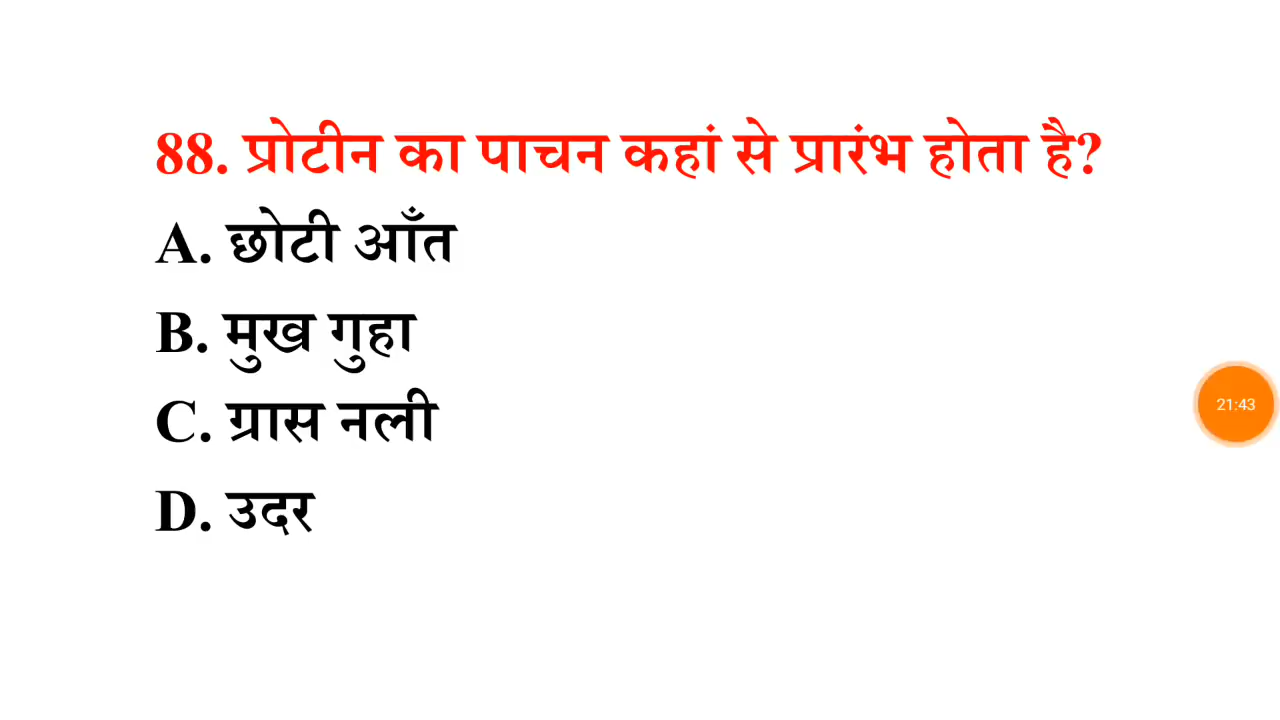 88. प्रोटीन का पाचन कहां से प्रारंभ होता है?
A. छोटी आँत
B. मुख गुहा
C. ग्रास नली
D. उदर
21:43